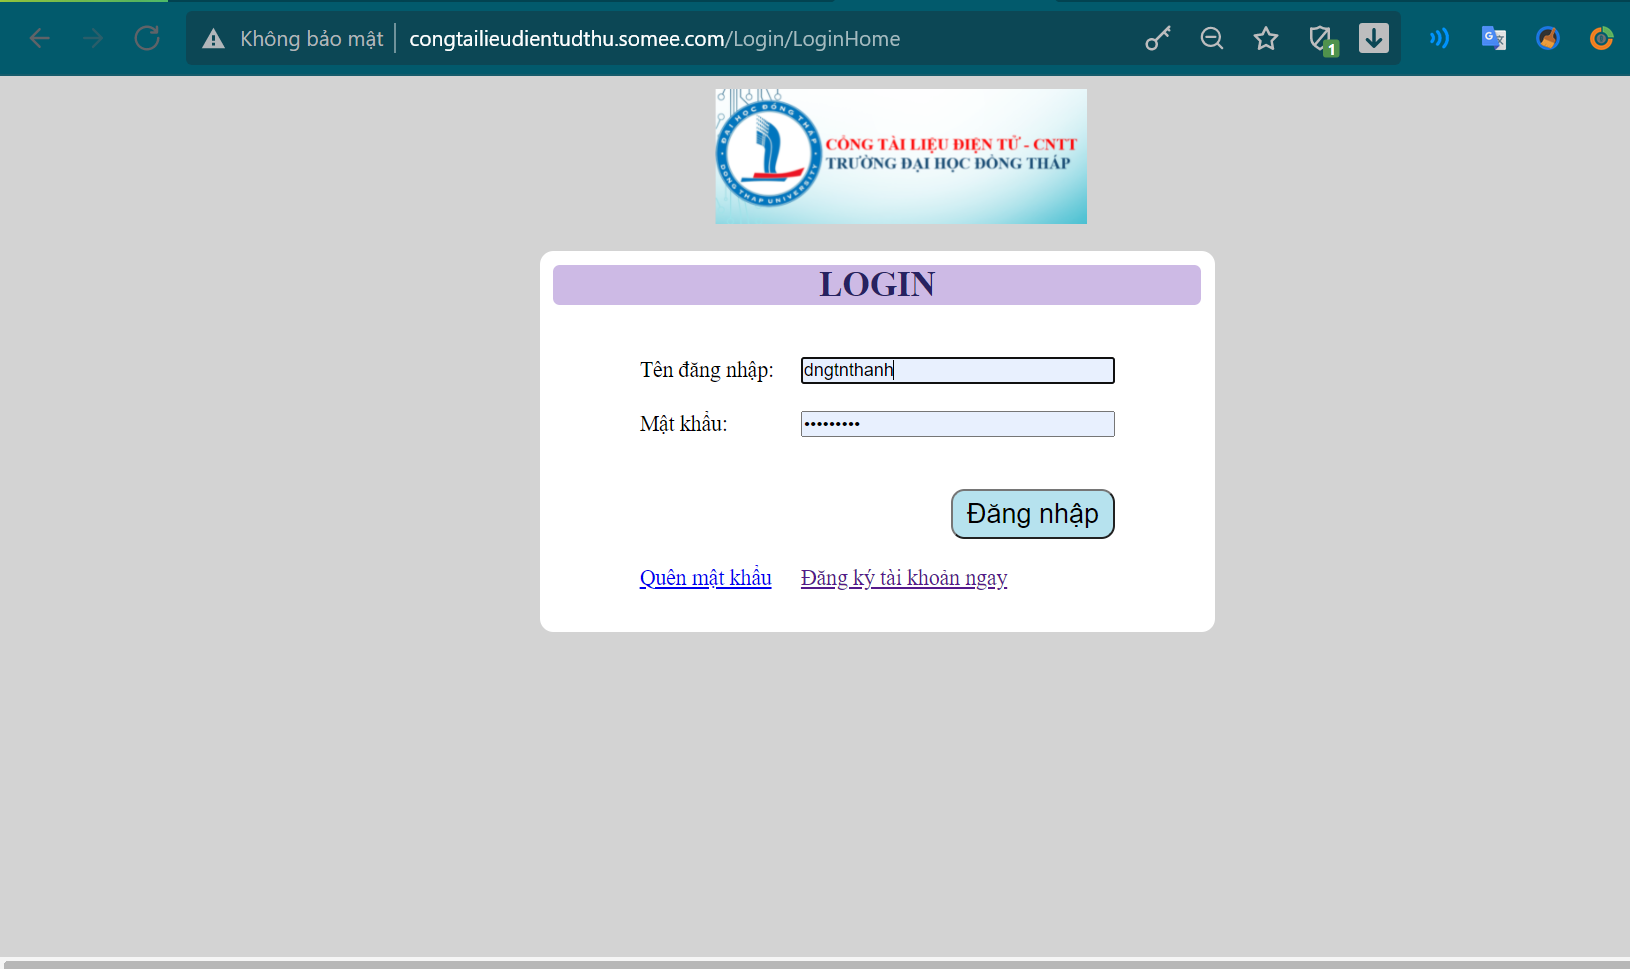 Không bảo mật congtailieudientudthu.somee.com/Login/LoginHome
1
ĐẠI HỌC ĐỒNG THÁP
DONG THAP UNIVERSITY
CỔNG TÀI LIỆU ĐIỆN TỬ - CNTT
TRƯỜNG ĐẠI HỌC ĐỒNG THÁP
LOGIN
Tên đăng nhập: dngtnthanh
Mật khẩu: •••••••••
Đăng nhập
Quên mật khẩu Đăng ký tài khoản ngay